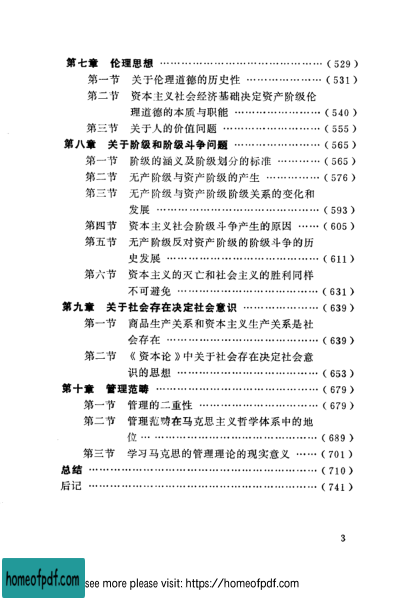 第七章 伦理思想 ……………………………………（529）
第一节 关于伦理道德的历史性 …………………（531）
第二节 资本主义社会经济基础决定资产阶级伦
理道德的本质与职能 …………………（540）
第三节 关于人的价值问题 ………………………（555）
第八章 关于阶级和阶级斗争问题 …………………（565）
第一节 阶级的涵义及阶级划分的标准 …………（565）
第二节 无产阶级与资产阶级的产生 ……………（576）
第三节 无产阶级与资产阶级阶级关系的变化和
发展 ……………………………………（593）
第四节 资本主义社会阶级斗争产生的原因 ……（605）
第五节 无产阶级反对资产阶级的阶级斗争的历
史发展 …………………………………（611）
第六节 资本主义的灭亡和社会主义的胜利同样
不可避免 ………………………………（631）
第九章 关于社会存在决定社会意识 ………………（639）
第一节 商品生产关系和资本主义生产关系是社
会存在 …………………………………（639）
第二节 《资本论》中关于社会存在决定社会意
识的思想 ………………………………（653）
第十章 管理范畴 ……………………………………（679）
第一节 管理的二重性 ……………………………（679）
第二节 管理范畴在马克思主义哲学体系中的地
位 … ……………………………………（689）
第三节 学习马克思的管理理论的现实意义 ……（701）
总结 ……………………………………………………（710）
后记 ……………………………………………………（741）
3
homeofpdf.com
see more please visit: https://homeofpdf.com